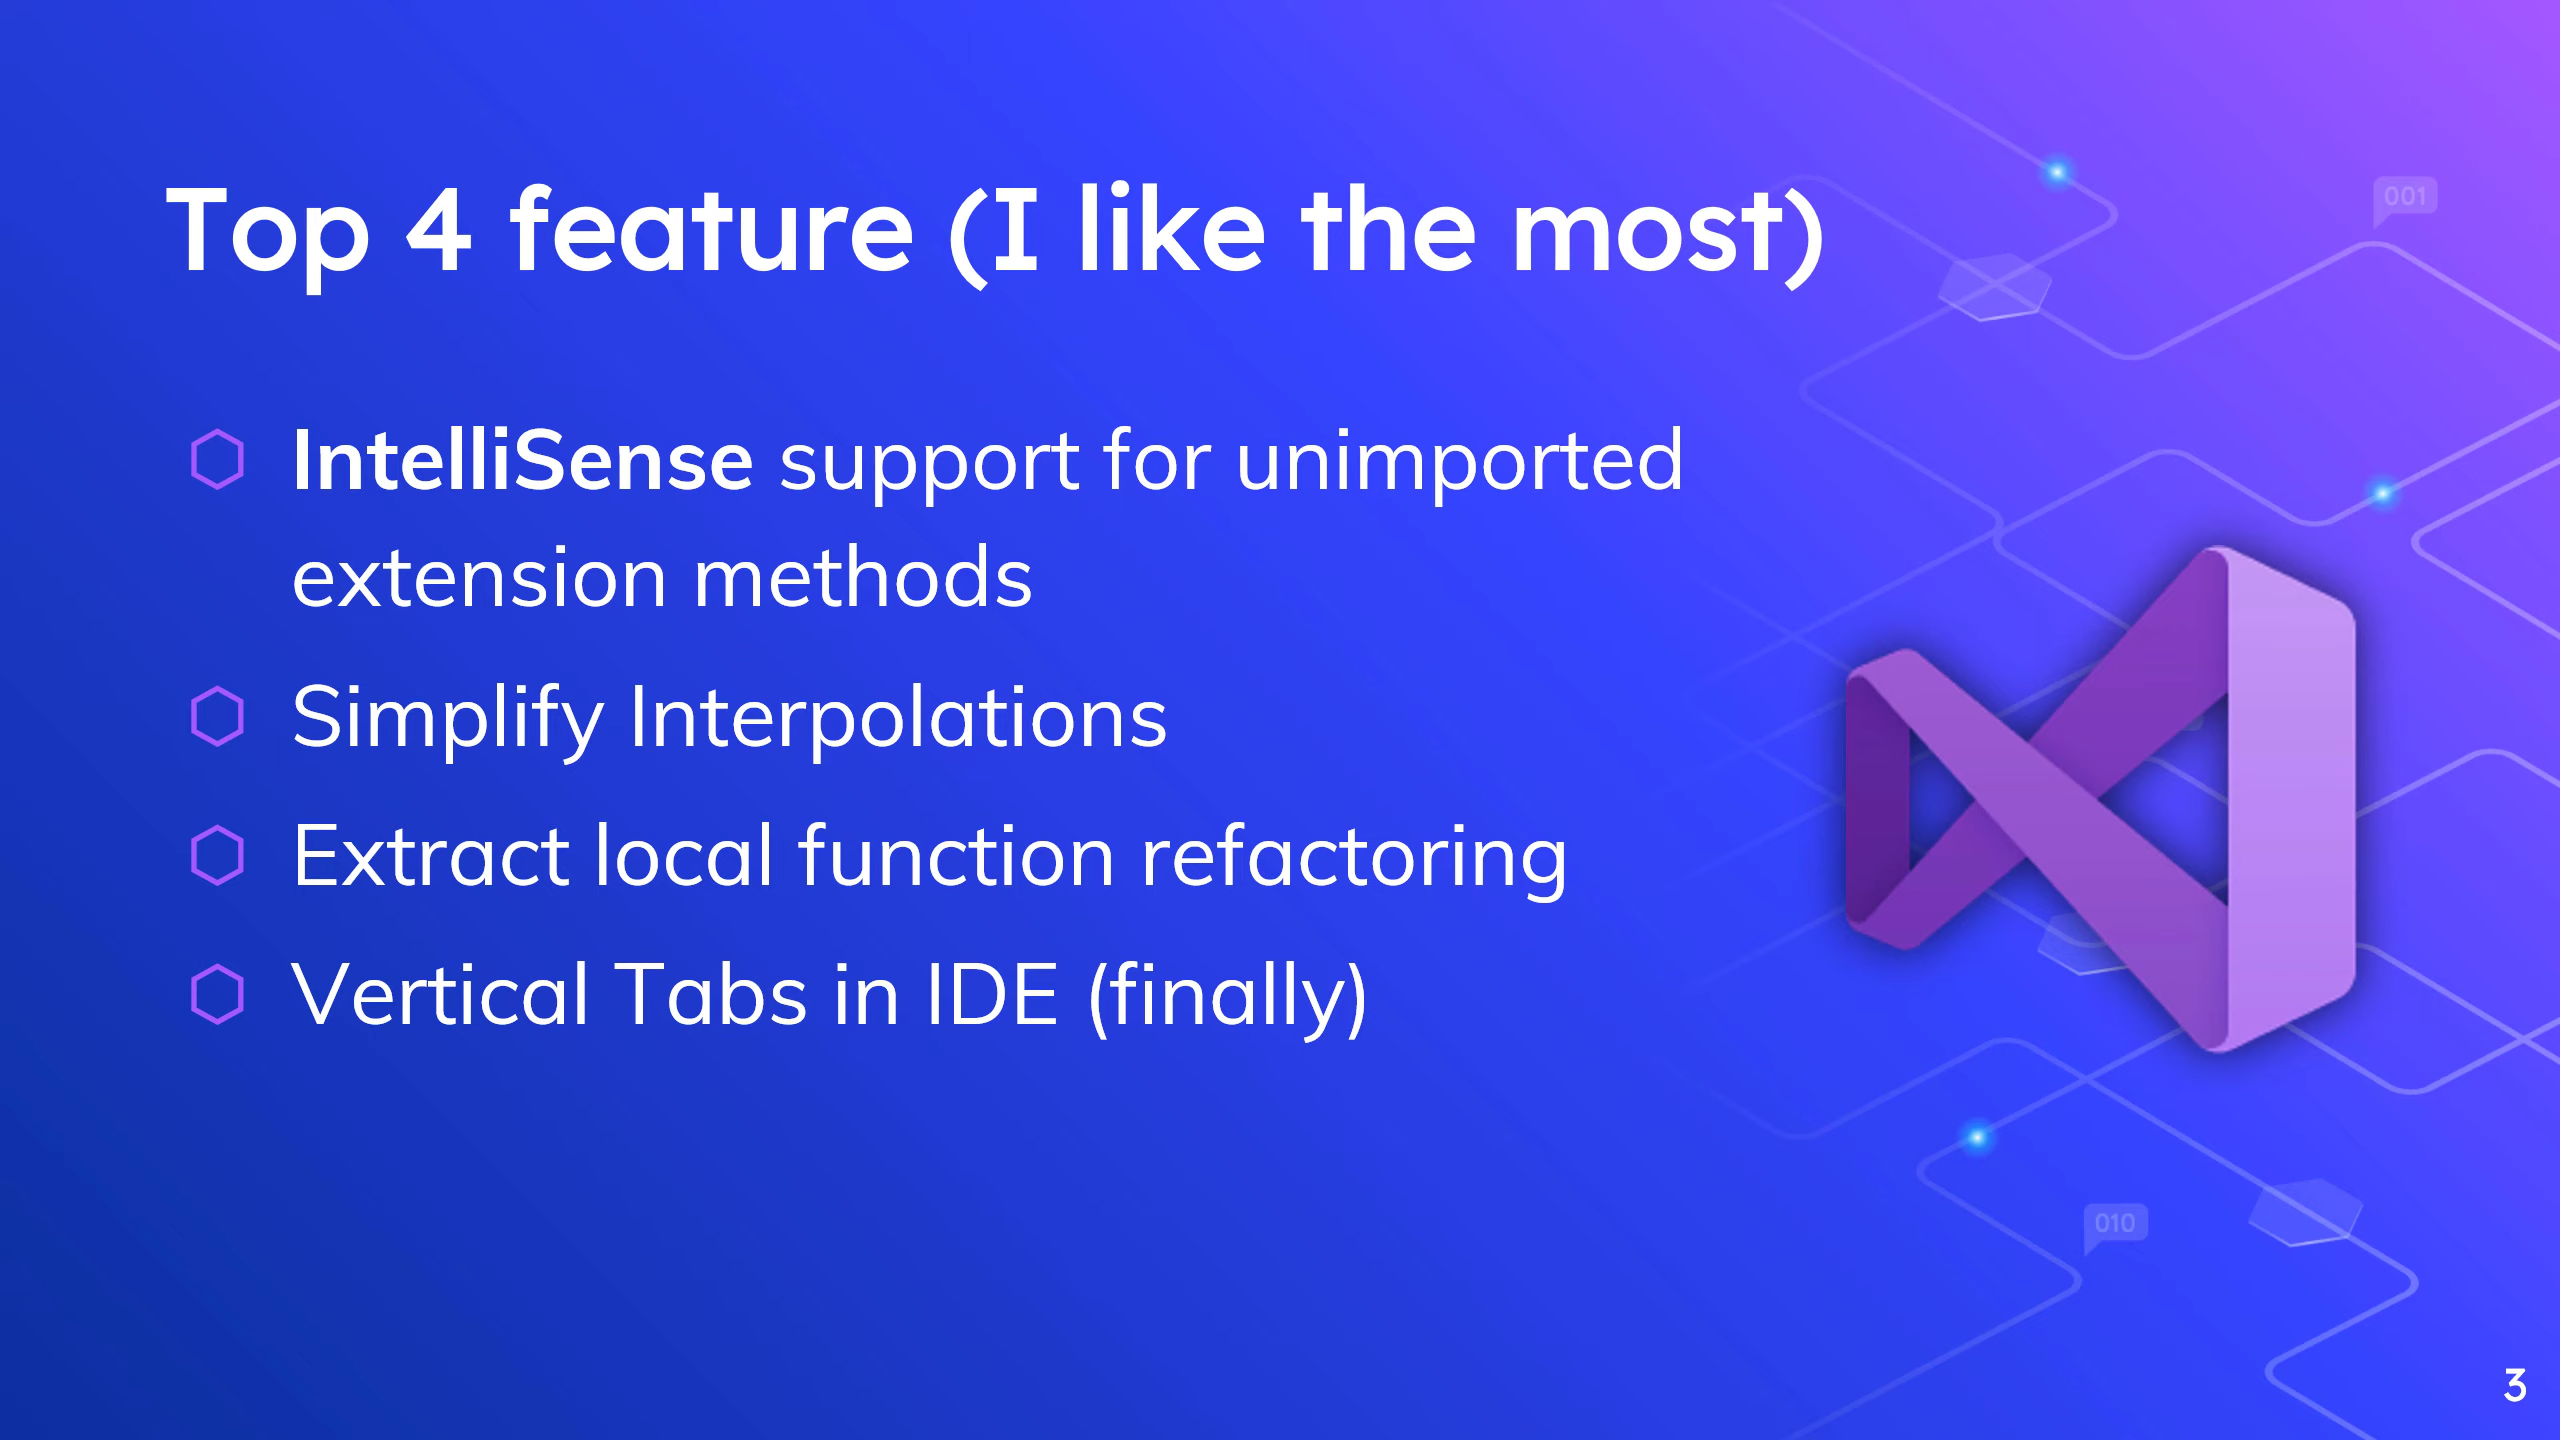 Top 4 feature (I like the most)
IntelliSense support for unimported
extension methods
Simplify Interpolations
Extract local function refactoring
Vertical Tabs in IDE (finally)
001
010
3